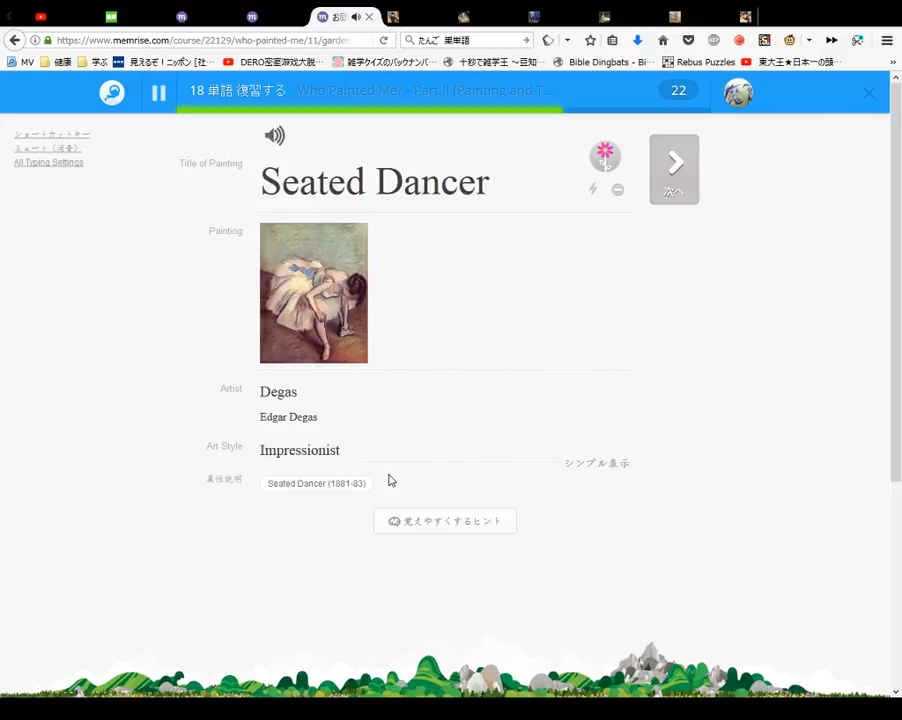 お庭
https://www.memrise.com/course/22129/who-painted-me/11/garden
たんご 巣単語
MV
健康
学ぶ
見えるぞ！ニッポン [社…
DERO密室游戏大脱…
雑学クイズのバックナンバ…
十秒で雑学王 ～豆知…
Bible Dingbats - Bi…
Rebus Puzzles
東大王★日本一の頭…
18 単語 復習する
Who Painted Me? - Part II (Painting and T...
22
ショートカットキー
ミュート（消音）
All Typing Settings
Title of Painting
Seated Dancer
次へ
Painting
Artist
Degas
Edgar Degas
Art Style
Impressionist
シンプル表示
属性説明
Seated Dancer (1881-83)
覚えやすくするヒント